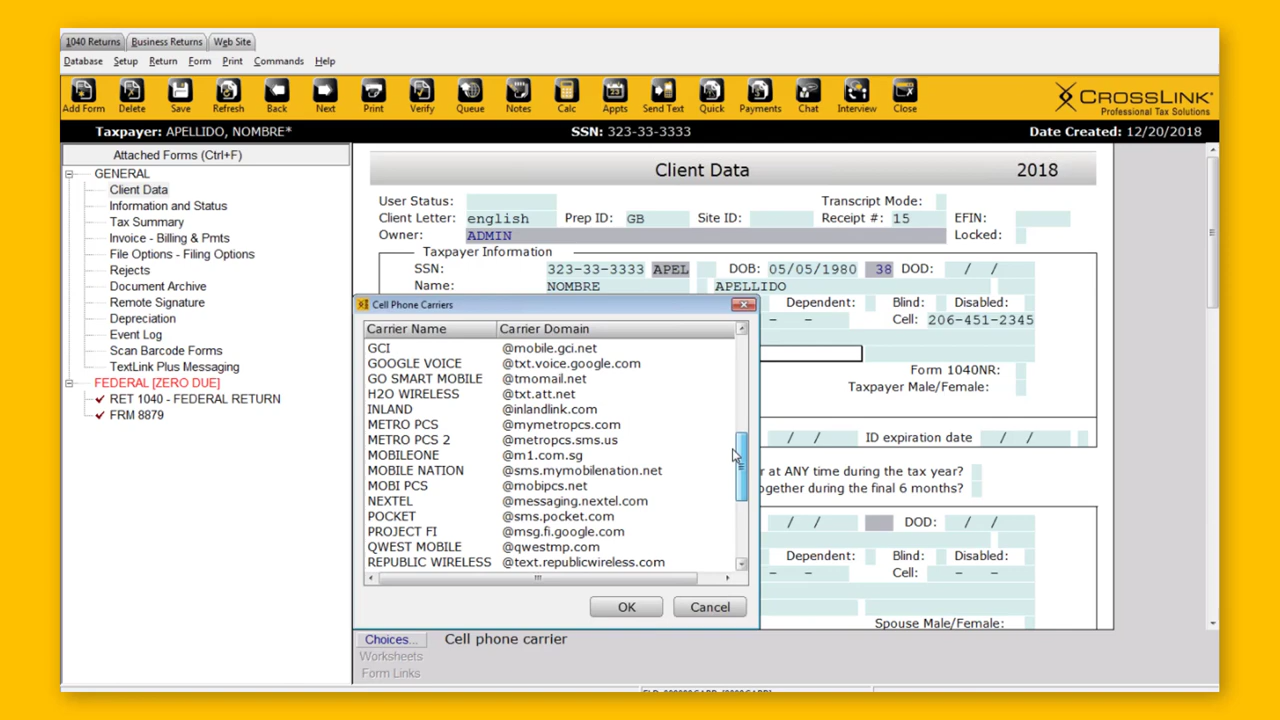 1040 Returns Business Returns Web Site
Database Setup Return Form Print Commands Help
Add Form Delete Save Refresh Back Next Print Verify Queue Notes Calc Appts Send Text Quick Payments Chat Interview Close
CROSSLINK
Professional Tax Solutions
Taxpayer: APELLIDO, NOMBRE* SSN: 323-33-3333 Date Created: 12/20/2018
Attached Forms (Ctrl+F)
GENERAL
Client Data
Information and Status
Tax Summary
Invoice - Billing & Pmts
File Options - Filing Options
Rejects
Document Archive
Remote Signature
Depreciation
Event Log
Scan Barcode Forms
TextLink Plus Messaging
FEDERAL [ZERO DUE]
RET 1040 - FEDERAL RETURN
FRM 8879
Client Data 2018
User Status: Transcript Mode:
Client Letter: english Prep ID: GB Site ID: Receipt #: 15 EFIN:
Owner: ADMIN Locked:
Taxpayer Information
SSN: 323-33-3333 APEL DOB: 05/05/1980 38 DOD: / /
Name: NOMBRE APELLIDO
Dependent: Blind: Disabled:
- - Cell: 206-451-2345
Form 1040NR:
Taxpayer Male/Female:
/ / ID expiration date / /
r at ANY time during the tax year?
ogether during the final 6 months?
/ / DOD: / /
Dependent: Blind: Disabled:
- - Cell: - -
Spouse Male/Female:
Cell Phone Carriers
Carrier Name Carrier Domain
GCI @mobile.gci.net
GOOGLE VOICE @txt.voice.google.com
GO SMART MOBILE @tmomail.net
H2O WIRELESS @txt.att.net
INLAND @inlandlink.com
METRO PCS @mymetropcs.com
METRO PCS 2 @metropcs.sms.us
MOBILEONE @m1.com.sg
MOBILE NATION @sms.mymobilenation.net
MOBI PCS @mobipcs.net
NEXTEL @messaging.nextel.com
POCKET @sms.pocket.com
PROJECT FI @msg.fi.google.com
QWEST MOBILE @qwestmp.com
REPUBLIC WIRELESS @text.republicwireless.com
OK Cancel
Choices... Cell phone carrier
Worksheets
Form Links